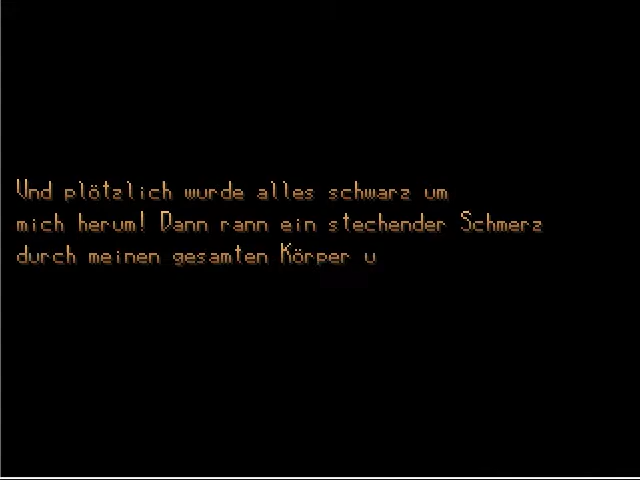 Und plötzlich wurde alles schwarz um
mich herum! Dann rann ein stechender Schmerz
durch meinen gesamten Körper u